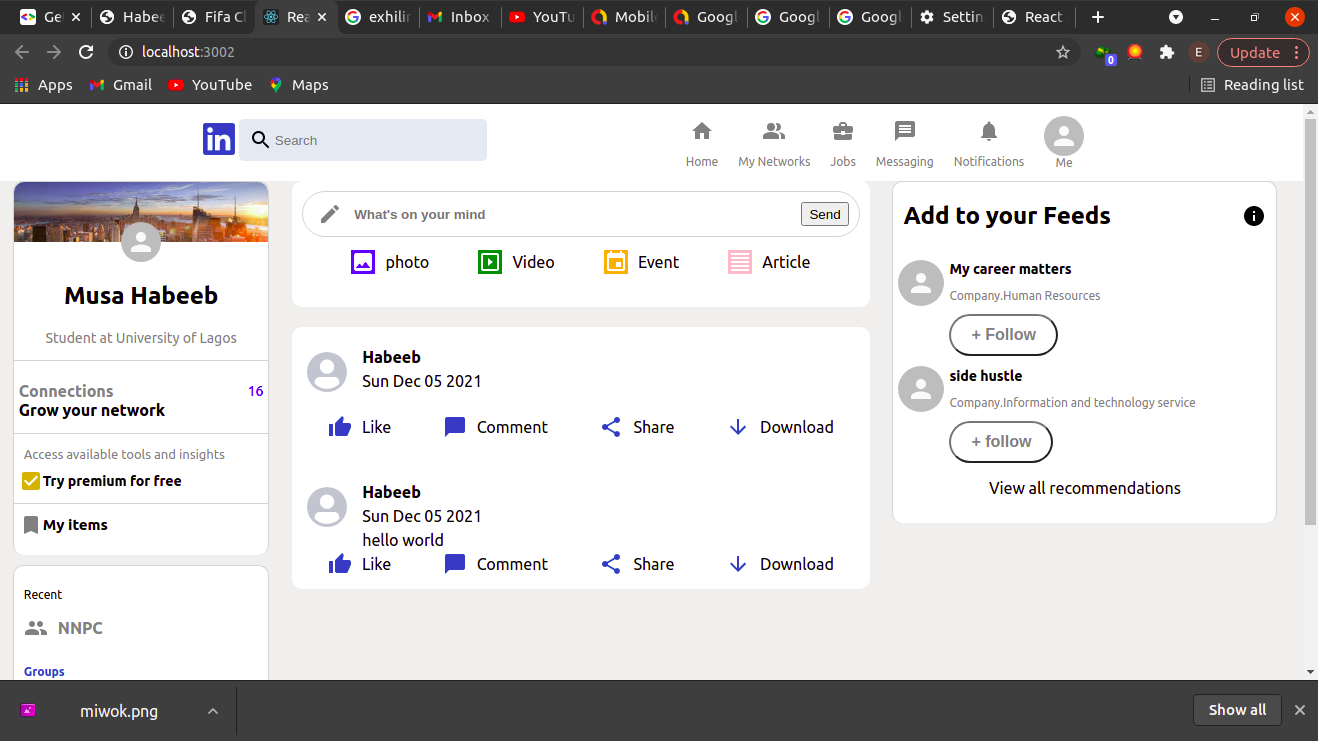 Ge
Habee
Fifa Cl
Rea
exhilir
Inbox
YouTu
Mobile
Googl
Googl
Googl
Settin
React
localhost:3002
0
E
Update
Apps
Gmail
YouTube
Maps
Reading list
in
Search
Home
My Networks
Jobs
Messaging
Notifications
Me
Musa Habeeb
Student at University of Lagos
Connections 16
Grow your network
Access available tools and insights
Try premium for free
My items
Recent
NNPC
Groups
What's on your mind
Send
photo
Video
Event
Article
Habeeb
Sun Dec 05 2021
Like
Comment
Share
Download
Habeeb
Sun Dec 05 2021
hello world
Like
Comment
Share
Download
Add to your Feeds
My career matters
Company.Human Resources
+ Follow
side hustle
Company.Information and technology service
+ follow
View all recommendations
miwok.png
Show all